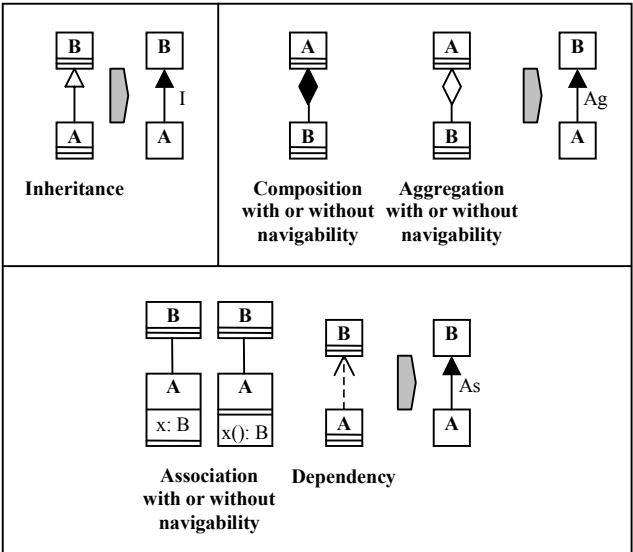 B
B
I
A
A
Inheritance
A
A
B
Ag
B
B
A
Composition
with or without
navigability
Aggregation
with or without
navigability
B
B
B
B
A
A
As
x: B
x(): B
A
A
Association
with or without
navigability
Dependency